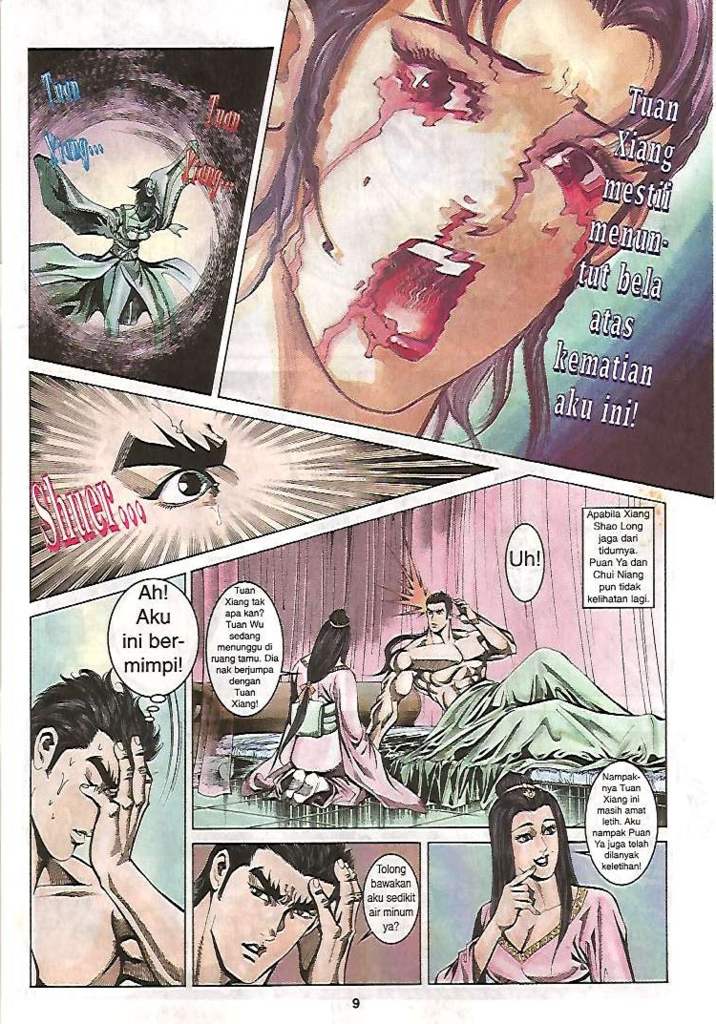 Tuan
Xiang...
Tuan
Xiang...
Tuan
Xiang
mesti
menun-
tut bela
atas
kematian
aku ini!
Shuer...
Ah!
Aku
ini ber-
mimpi!
Tuan
Xiang tak
apa kan?
Tuan Wu
sedang
menunggu di
ruang tamu. Dia
nak berjumpa
dengan
Tuan
Xiang!
Uh!
Apabila Xiang
Shao Long
jaga dari
tidurnya.
Puan Ya dan
Chui Niang
pun tidak
kelihatan lagi.
Tolong
bawakan
aku sedikit
air minum
ya?
Nampak-
nya Tuan
Xiang ini
masih amat
letih. Aku
nampak Puan
Ya juga telah
dilanyak
keletihan!
9